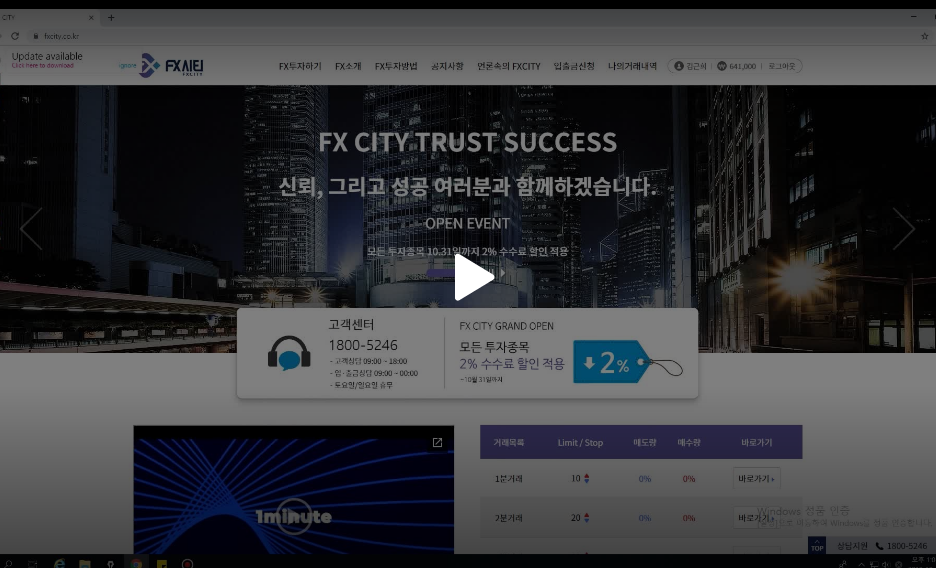 CITY
fxcity.co.kr
Update available
Click here to download
Ignore
FX시티
FXCITY
FX투자하기 FX소개 FX투자방법 공지사항 언론속의 FXCITY 입출금신청 나의거래내역 김근희 641,000 로그아웃
FX CITY TRUST SUCCESS
신뢰, 그리고 성공 여러분과 함께하겠습니다.
OPEN EVENT
모든 투자종목 10.31일까지 2% 수수료 할인 적용
고객센터
1800-5246
- 고객상담 09:00 ~ 18:00
- 입·출금상담 09:00 ~ 00:00
- 토요일/일요일 휴무
FX CITY GRAND OPEN
모든 투자종목
2% 수수료 할인 적용
~10월 31일까지
2%
1minute
거래목록 Limit / Stop 매도량 매수량 바로가기
1분거래 10 0% 0% 바로가기
2분거래 20 0% 0% 바로가기
Windows 정품 인증
Windows를 정품 인증합니다.
TOP
상담지원 1800-5246
오후